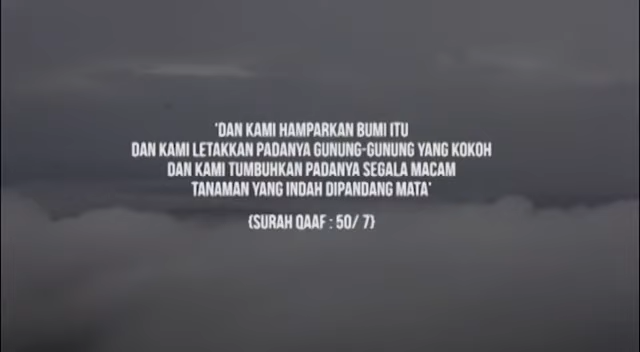 'DAN KAMI HAMPARKAN BUMI ITU
DAN KAMI LETAKKAN PADANYA GUNUNG-GUNUNG YANG KOKOH
DAN KAMI TUMBUHKAN PADANYA SEGALA MACAM
TANAMAN YANG INDAH DIPANDANG MATA'
{SURAH QAAF : 50/ 7}